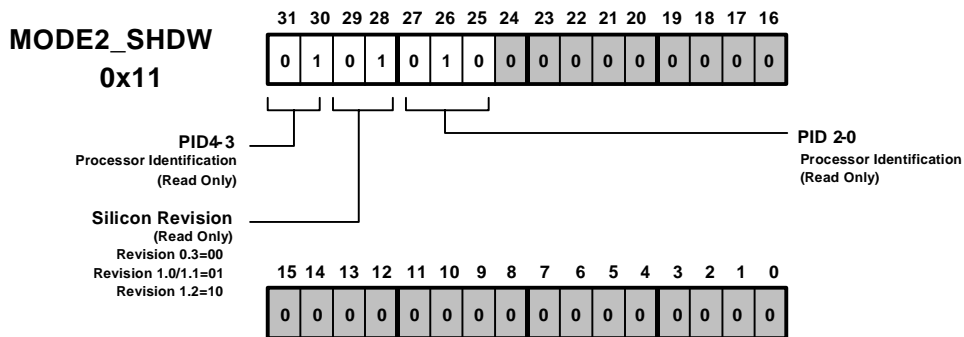 31 30 29 28 27 26 25 24 23 22 21 20 19 18 17 16
MODE2_SHDW
0x11
0 1 0 1 0 1 0 0 0 0 0 0 0 0 0 0
PID4-3
Processor Identification
(Read Only)
PID 2-0
Processor Identification
(Read Only)
Silicon Revision
(Read Only)
Revision 0.3=00
Revision 1.0/1.1=01
Revision 1.2=10
15 14 13 12 11 10 9 8 7 6 5 4 3 2 1 0
0 0 0 0 0 0 0 0 0 0 0 0 0 0 0 0